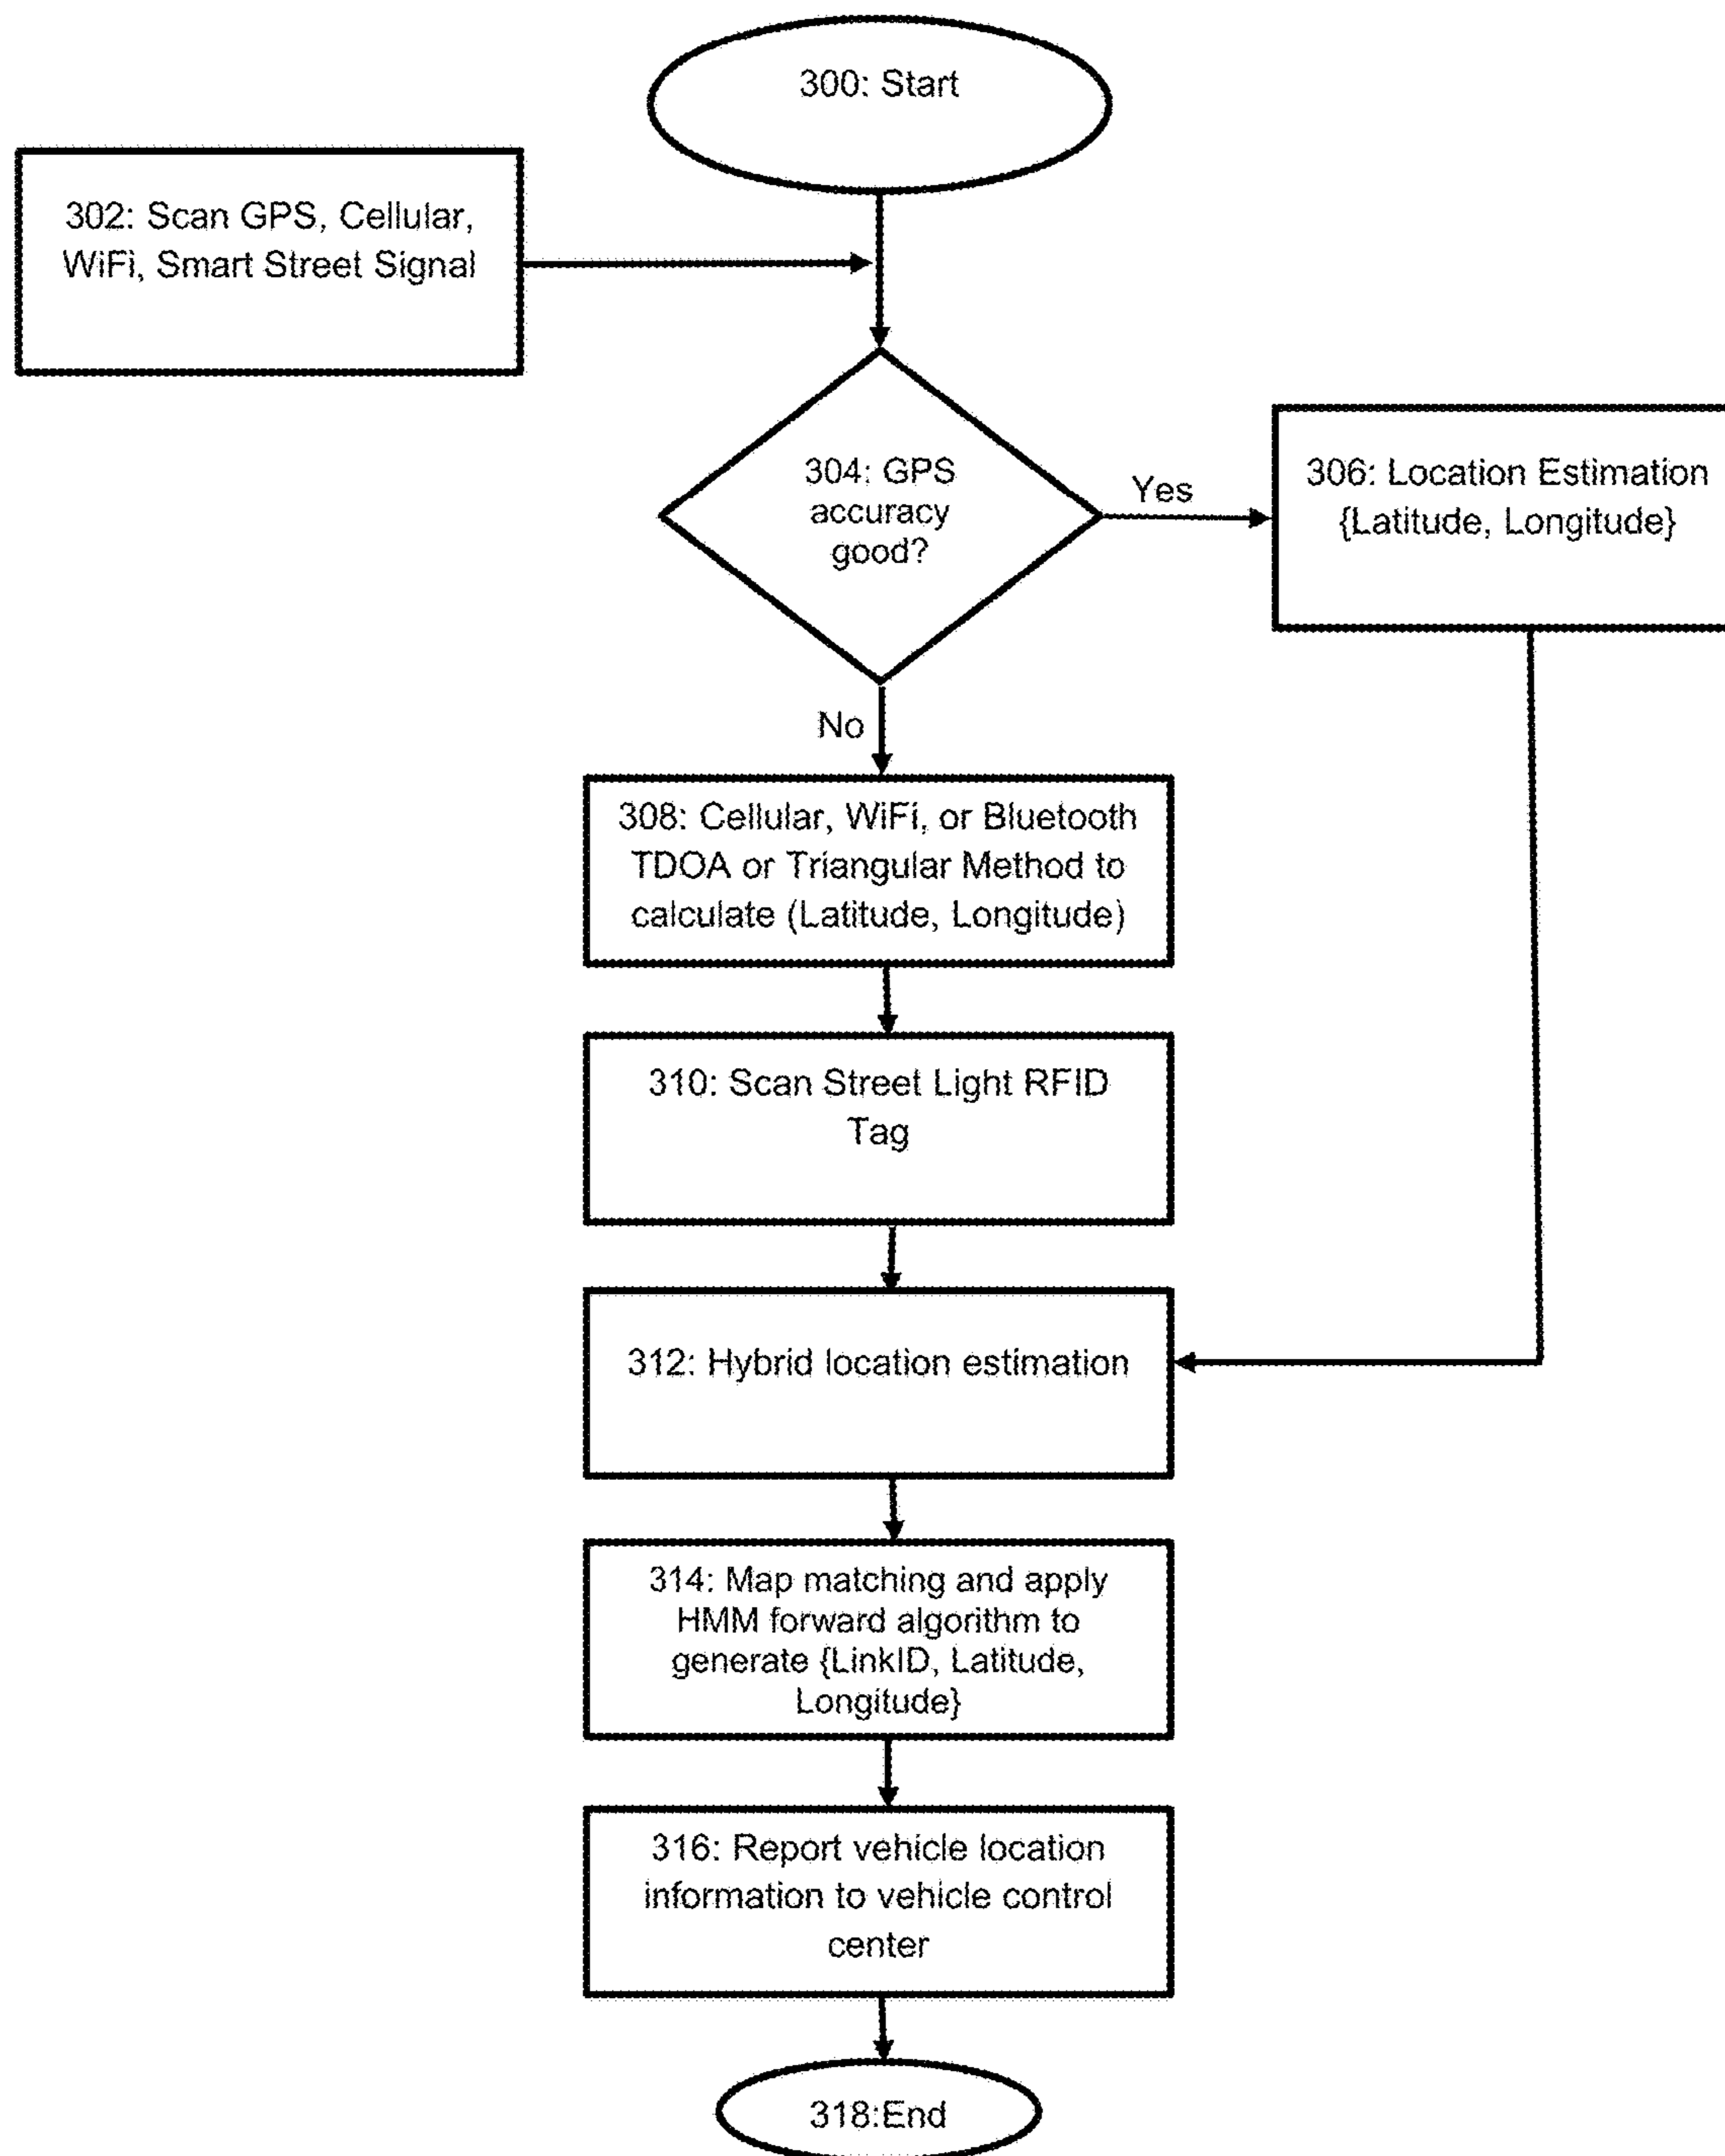 300: Start
302: Scan GPS, Cellular,
WiFi, Smart Street Signal
304: GPS
accuracy
good?
Yes
306: Location Estimation
{Latitude, Longitude}
No
308: Cellular, WiFi, or Bluetooth
TDOA or Triangular Method to
calculate (Latitude, Longitude)
310: Scan Street Light RFID
Tag
312: Hybrid location estimation
314: Map matching and apply
HMM forward algorithm to
generate {LinkID, Latitude,
Longitude}
316: Report vehicle location
information to vehicle control
center
318:End